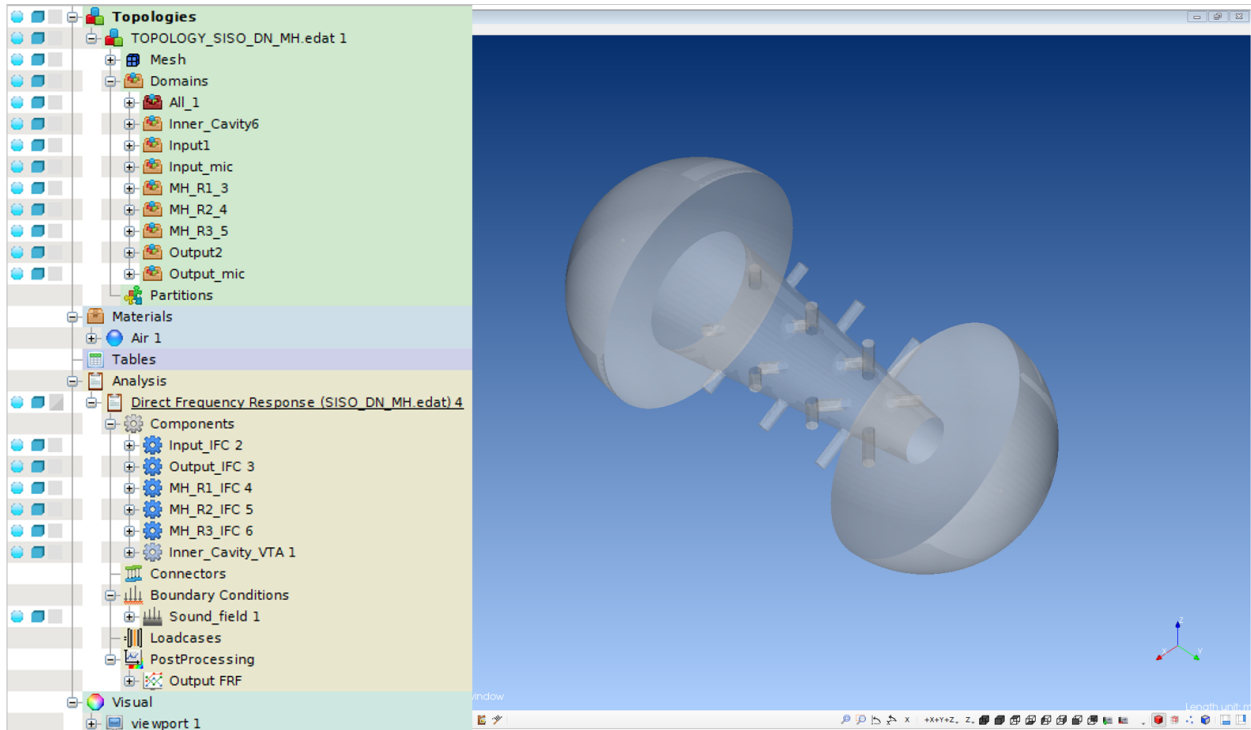 Topologies
TOPOLOGY_SISO_DN_MH.edat 1
Mesh
Domains
All_1
Inner_Cavity6
Input1
Input_mic
MH_R1_3
MH_R2_4
MH_R3_5
Output2
Output_mic
Partitions
Materials
Air 1
Tables
Analysis
Direct Frequency Response (SISO_DN_MH.edat) 4
Components
Input_IFC 2
Output_IFC 3
MH_R1_IFC 4
MH_R2_IFC 5
MH_R3_IFC 6
Inner_Cavity_VTA 1
Connectors
Boundary Conditions
Sound_field 1
Loadcases
PostProcessing
Output FRF
Visual
viewport 1
Z
X
Y
Length unit:
+X+Y+Z